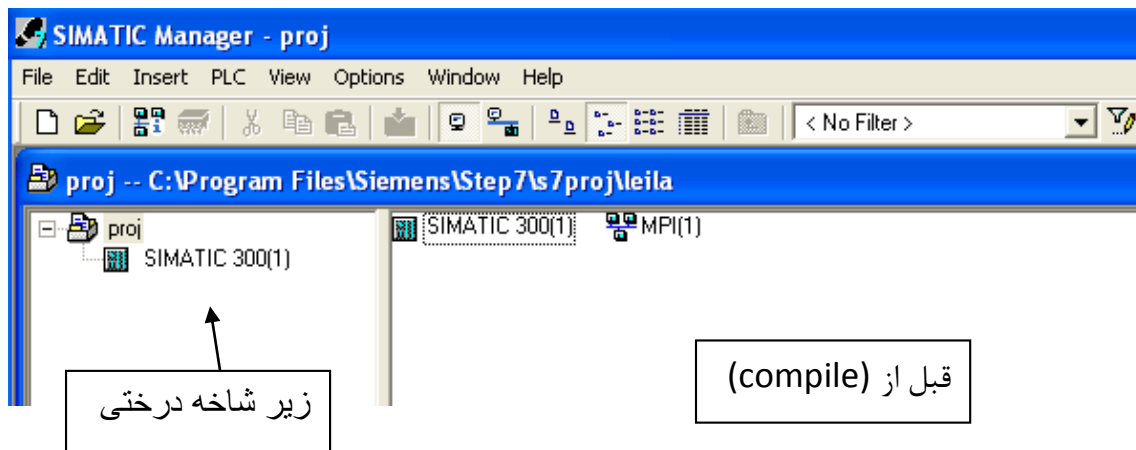 SIMATIC Manager - proj
File Edit Insert PLC View Options Window Help
< No Filter >
proj -- C:\Program Files\Siemens\Step7\s7proj\leila
proj
SIMATIC 300(1)
SIMATIC 300(1) MPI(1)
قبل از (compile)
زیر شاخه درختی